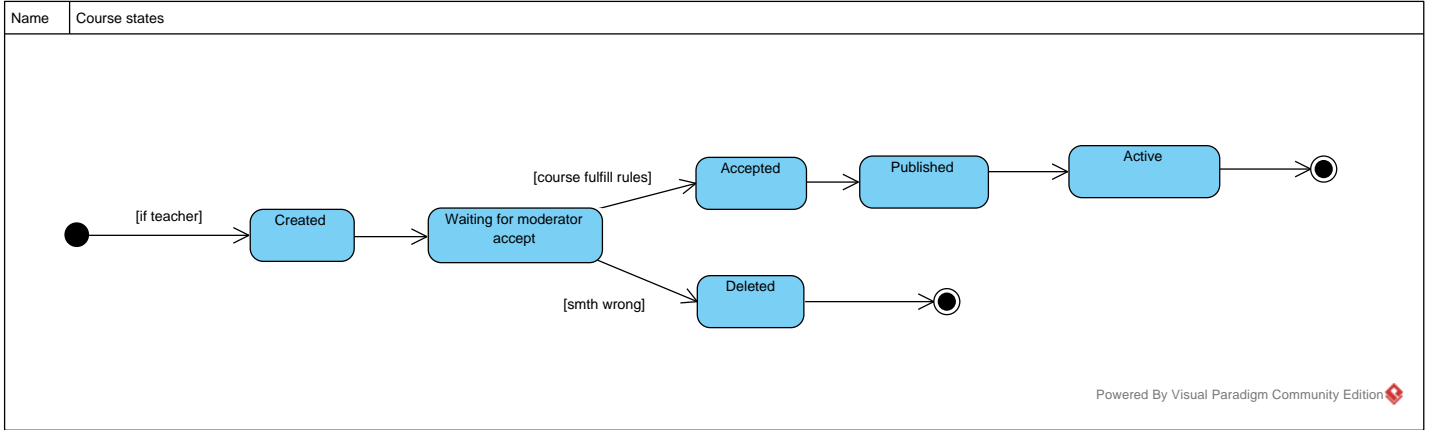 Name
Course states
[if teacher]
Created
Waiting for moderator
accept
[course fulfill rules]
[smth wrong]
Accepted
Published
Active
Deleted
Powered By Visual Paradigm Community Edition